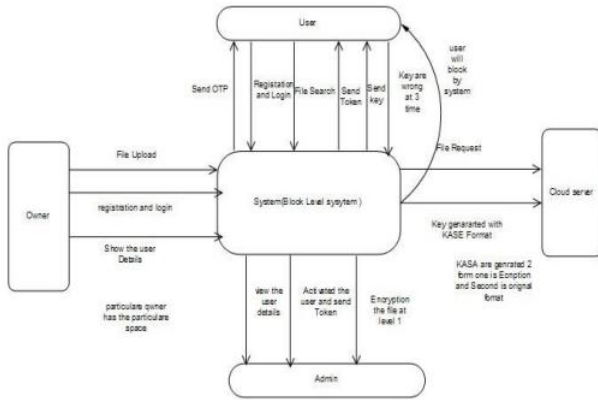 User
user
will
block
by
system
Send OTP
Registation
and Login
File Search
Send
Token
Send
key
Key are
wrong
at 3
time
File Upload
File Request
Owner
System(Block Level sysytem )
Cloud server
registration and login
Key genararted with
KASE Format
Show the user
Details
KASA are genrated 2
form one is Ecnption
and Second is orignal
fomat
particulare owner
has the particulare
space
view the
user
details
Activated the
user and send
Token
Encryption
the file at
level 1
Admin